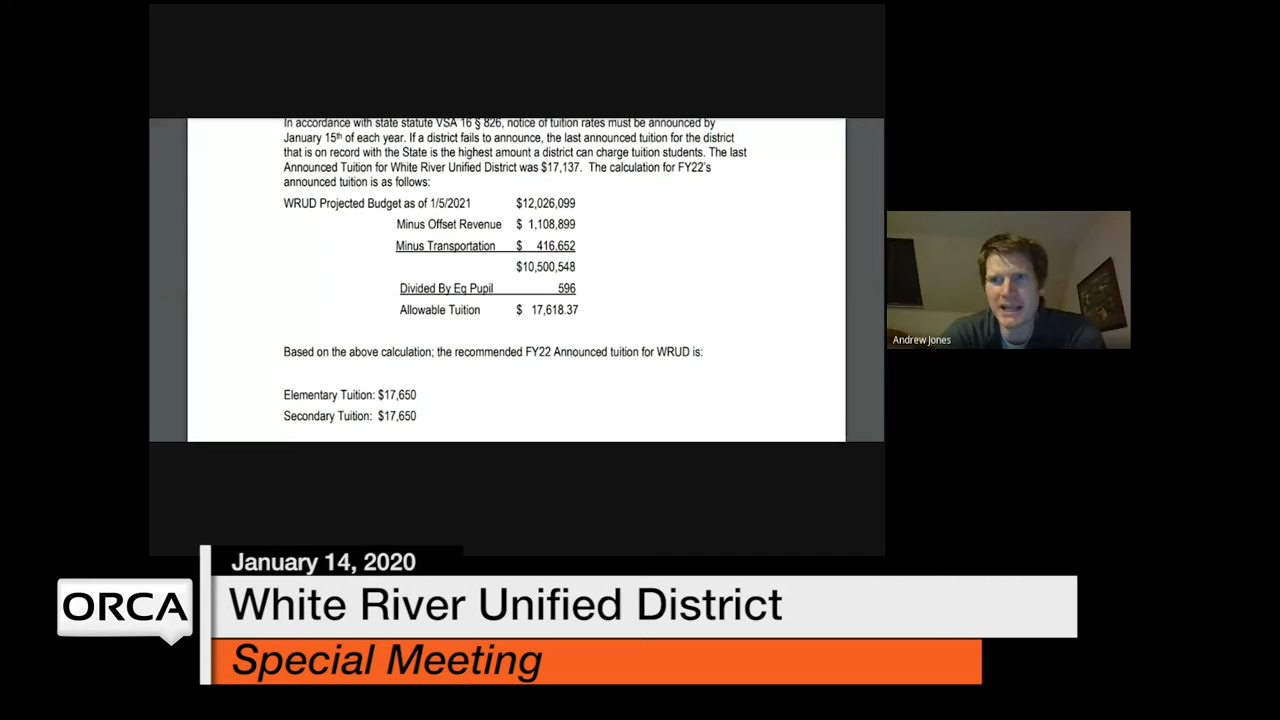 In accordance with state statute VSA 16 § 826, notice of tuition rates must be announced by
January 15th of each year. If a district fails to announce, the last announced tuition for the district
that is on record with the State is the highest amount a district can charge tuition students. The last
Announced Tuition for White River Unified District was $17,137. The calculation for FY22's
announced tuition is as follows:
WRUD Projected Budget as of 1/5/2021 $12,026,099
Minus Offset Revenue $ 1,108,899
Minus Transportation $ 416,652
$10,500,548
Divided By Eq Pupil 596
Allowable Tuition $ 17,618.37
Based on the above calculation; the recommended FY22 Announced tuition for WRUD is:
Elementary Tuition: $17,650
Secondary Tuition: $17,650
Andrew Jones
January 14, 2020
ORCA
White River Unified District
Special Meeting